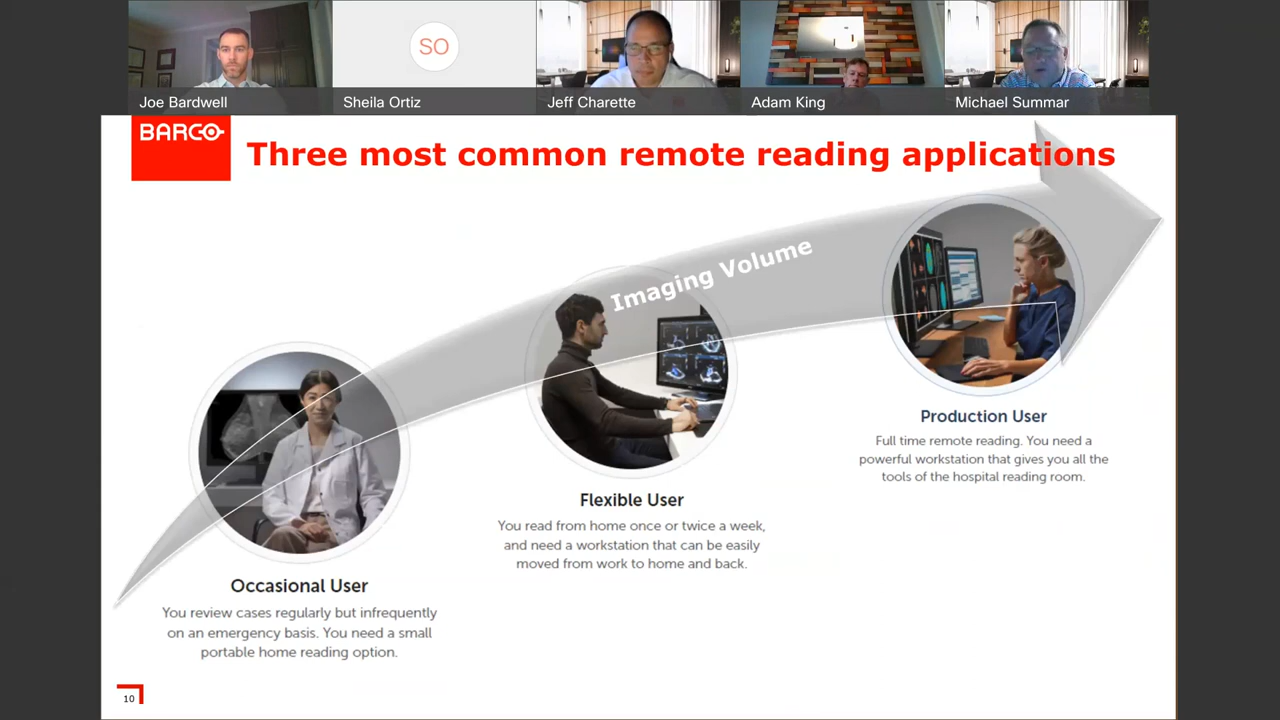 SO
Joe Bardwell
Sheila Ortiz
Jeff Charette
Adam King
Michael Summar
BARCO
Three most common remote reading applications
Imaging Volume
Production User
Full time remote reading. You need a
powerful workstation that gives you all the
tools of the hospital reading room.
Flexible User
You read from home once or twice a week,
and need a workstation that can be easily
moved from work to home and back.
Occasional User
You review cases regularly but infrequently
on an emergency basis. You need a small
portable home reading option.
10